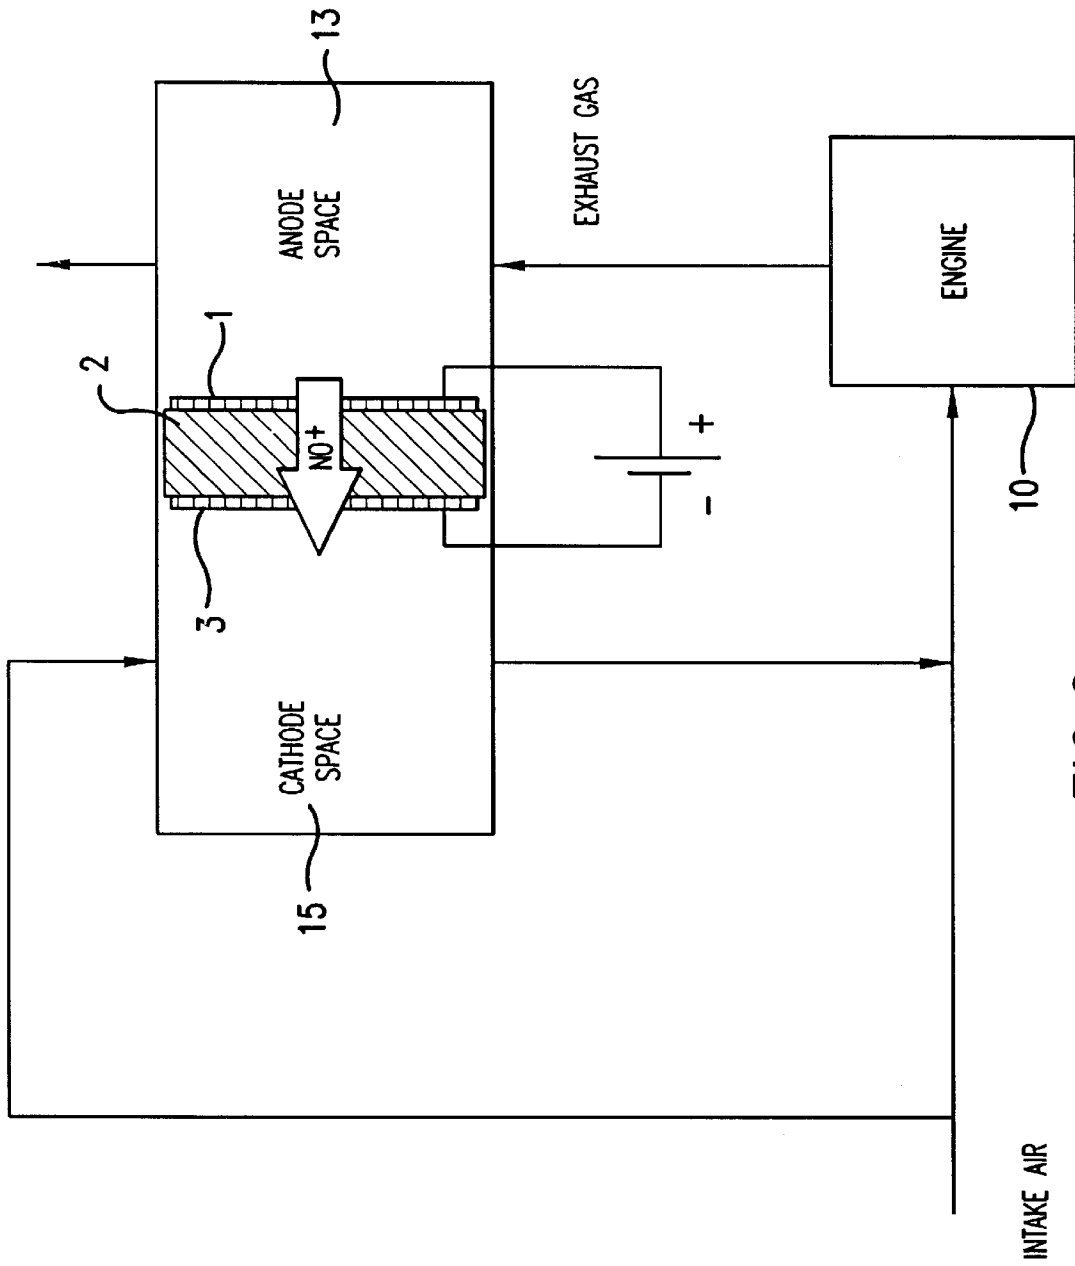 2
3
1
CATHODE
SPACE
ANODE
SPACE
15
NO+
13
EXHAUST GAS
- +
ENGINE
10
INTAKE AIR